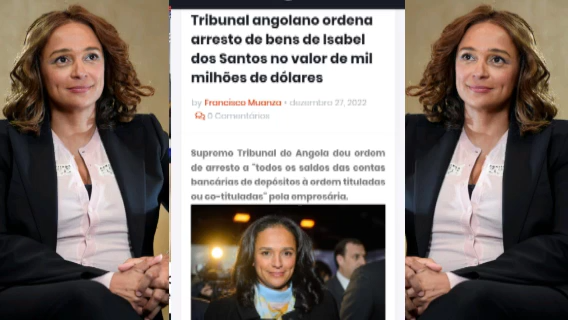 Tribunal angolano ordena
arresto de bens de Isabel
dos Santos no valor de mil
milhões de dólares
by Francisco Muanza • dezembro 27, 2022
0 Comentários
Supremo Tribunal de Angola deu ordem
de arresto a "todos os saldos das contas
bancárias de depósitos à ordem tituladas
ou co-tituladas" pela empresária.